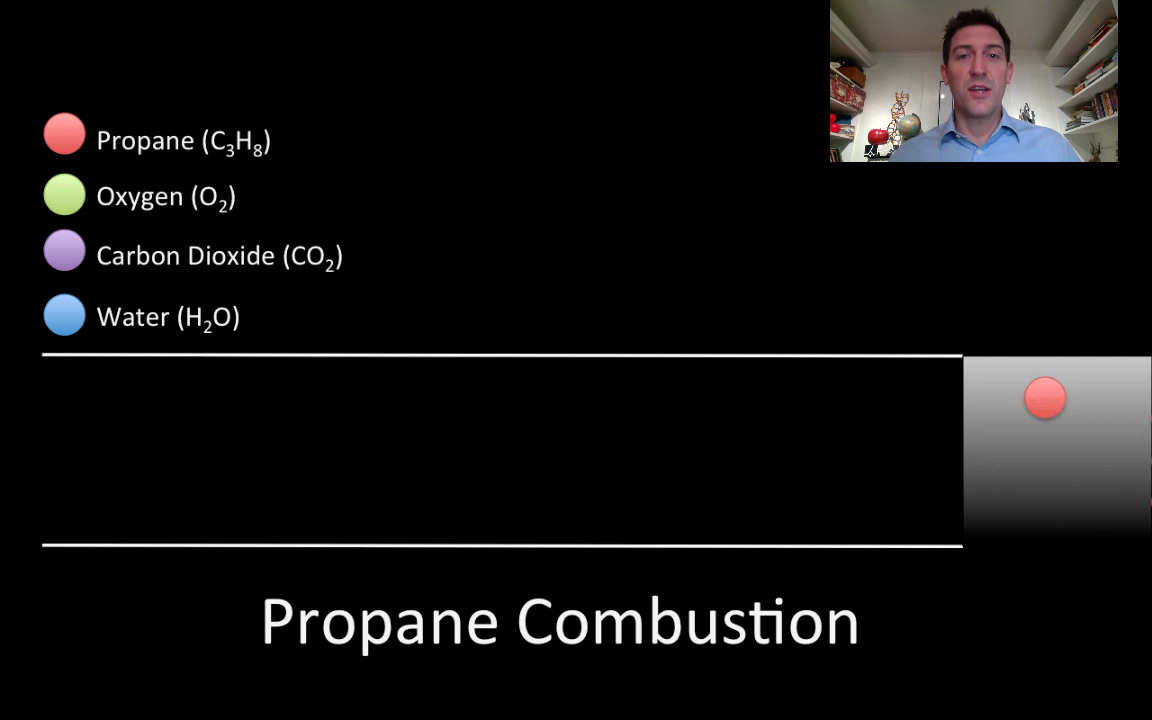 Propane (C₃H₈)
Oxygen (O₂)
Carbon Dioxide (CO₂)
Water (H₂O)
Propane Combustion